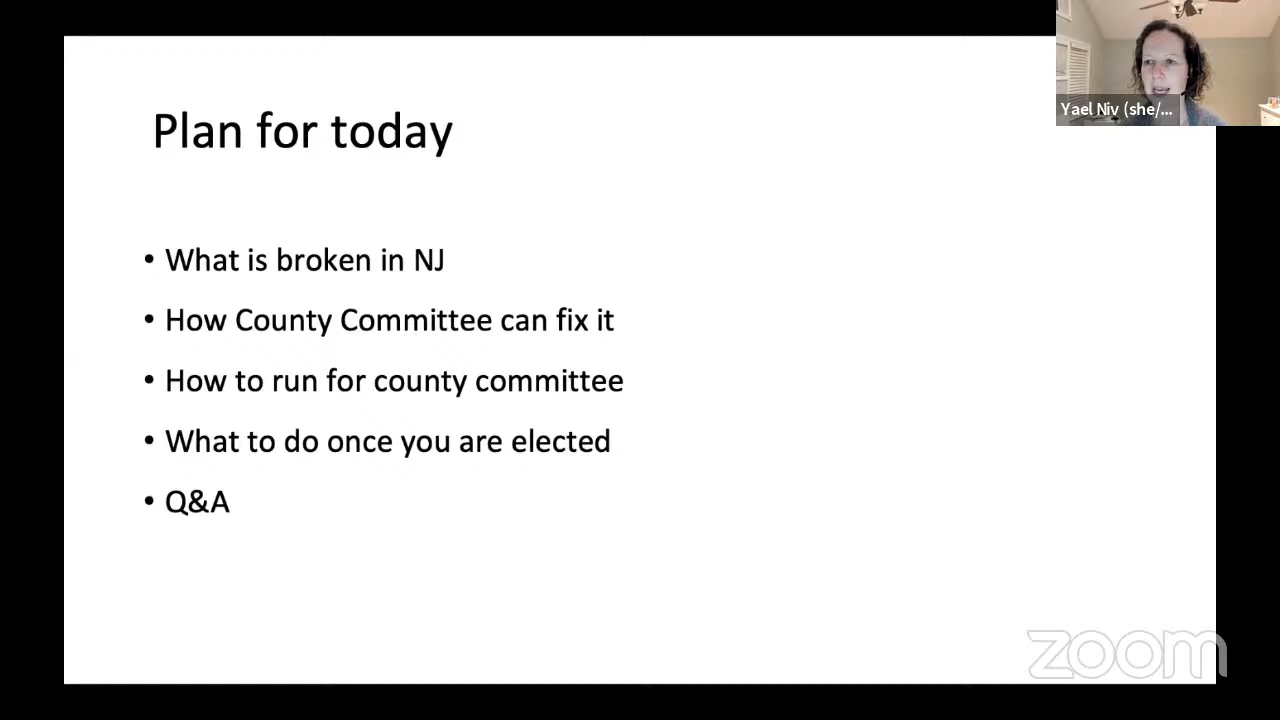 Plan for today
• What is broken in NJ
• How County Committee can fix it
• How to run for county committee
• What to do once you are elected
• Q&A
Yael Niv (she/...
zoom